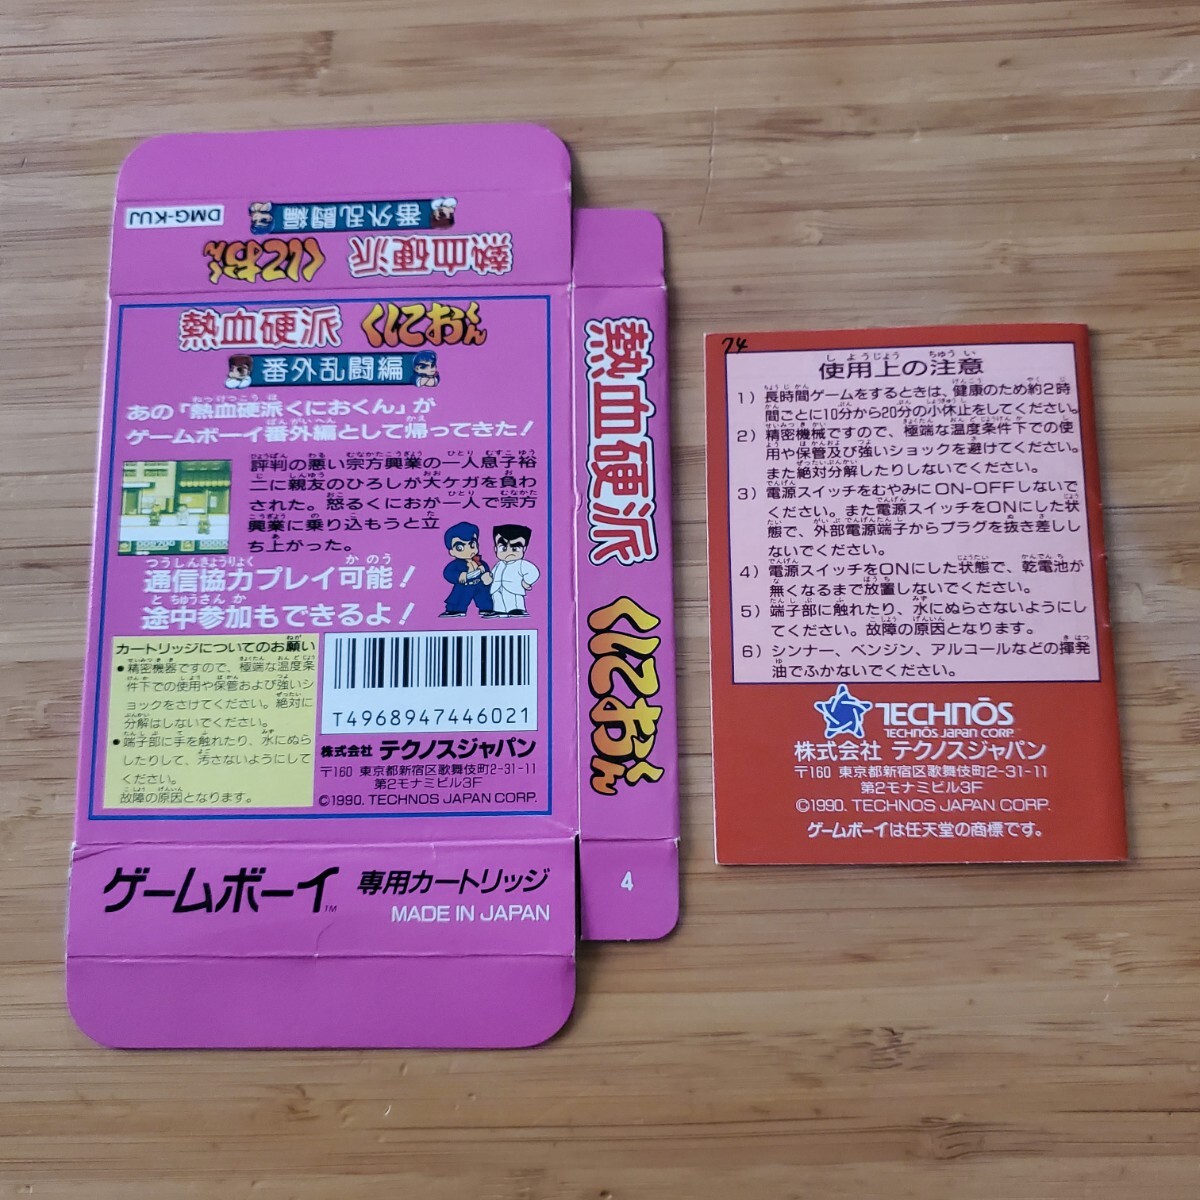 DMG-KUJ
番外乱闘編
熱血硬派 くにおくん
熱血硬派 くにおくん
番外乱闘編
あの「熱血硬派くにおくん」が
ゲームボーイ番外編として帰ってきた!
評判の悪い宗方興業の一人息子裕
二に親友のひろしが大ケガを負わ
された。怒るくにおが一人で宗方
興業に乗り込もうと立
ち上がった。
通信協力プレイ可能!
途中参加もできるよ!
カートリッジについてのお願い
●精密機器ですので、極端な温度条
件下での使用や保管および強いシ
ョックをさけてください。絶対に
分解はしないでください。
●端子部に手を触れたり、水にぬら
したりして、汚さないようにして
ください。
故障の原因となります。
T4968947446021
株式会社 テクノスジャパン
〒160 東京都新宿区歌舞伎町2-31-11
第2モナミビル3F
©1990. TECHNOS JAPAN CORP.
ゲームボーイ™ 専用カートリッジ
MADE IN JAPAN
熱血硬派 くにおくん
4
74
使用上の注意
1)長時間ゲームをするときは、健康のため約2時
間ごとに10分から20分の小休止をしてください。
2)精密機械ですので、極端な温度条件下での使
用や保管及び強いショックを避けてください。
また絶対分解したりしないでください。
3)電源スイッチをむやみにON-OFFしないで
ください。また電源スイッチをONにした状
態で、外部電源端子からプラグを抜き差しし
ないでください。
4)電源スイッチをONにした状態で、乾電池が
無くなるまで放置しないでください。
5)端子部に触れたり、水にぬらさないようにし
てください。故障の原因となります。
6)シンナー、ベンジン、アルコールなどの揮発
油でふかないでください。
TECHNŌS
TECHNOS JAPAN CORP.
株式会社 テクノスジャパン
〒160 東京都新宿区歌舞伎町2-31-11
第2モナミビル3F
©1990. TECHNOS JAPAN CORP.
ゲームボーイは任天堂の商標です。